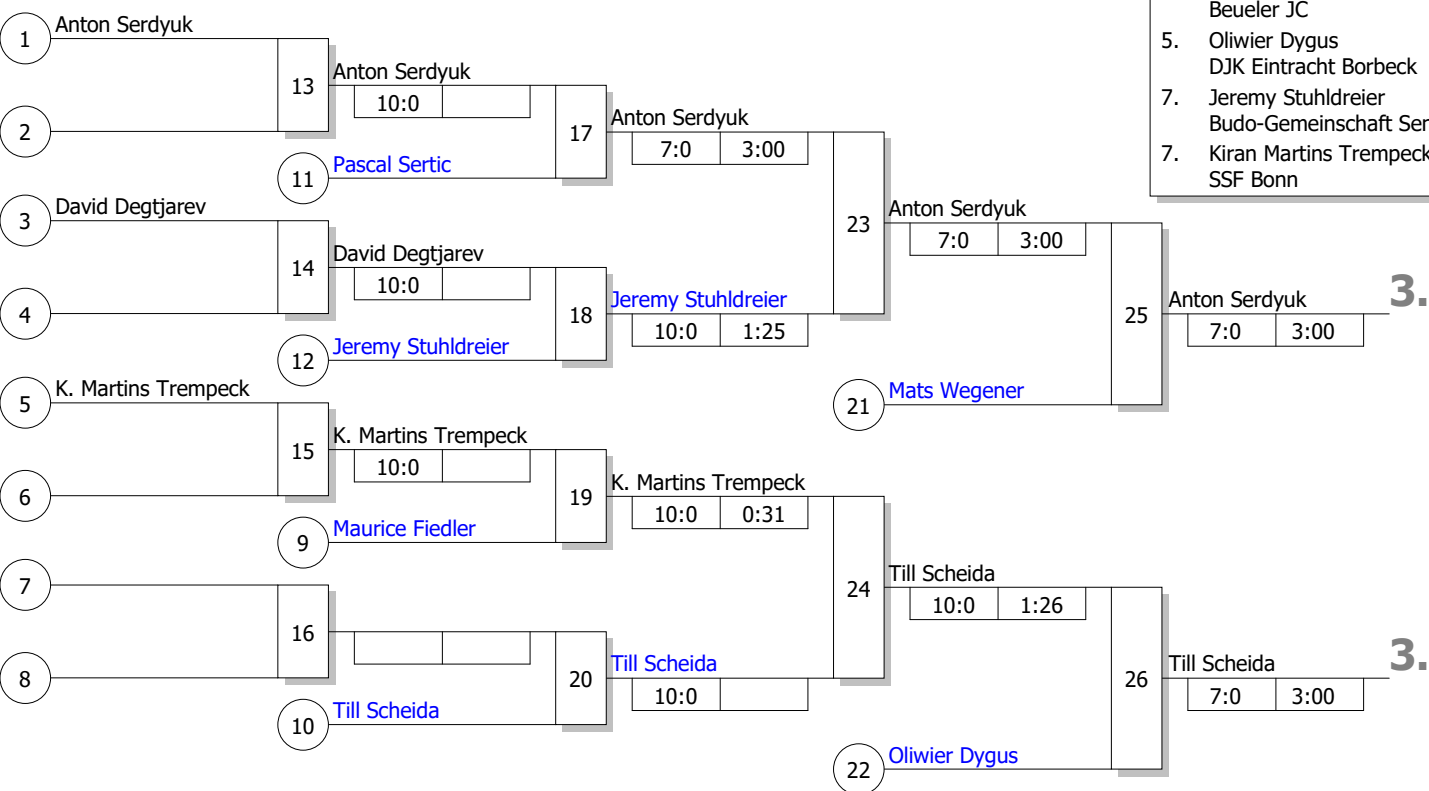 Beueler JC
5. Oliwier Dygus
DJK Eintracht Borbeck
7. Jeremy Stuhldreier
Budo-Gemeinschaft Ser
7. Kiran Martins Trempeck
SSF Bonn
1 Anton Serdyuk
2
13 Anton Serdyuk
10:0
11 Pascal Sertic
17 Anton Serdyuk
7:0 3:00
3 David Degtjarev
4
14 David Degtjarev
10:0
12 Jeremy Stuhldreier
18 Jeremy Stuhldreier
10:0 1:25
23 Anton Serdyuk
7:0 3:00
21 Mats Wegener
25 Anton Serdyuk
7:0 3:00
3.
5 K. Martins Trempeck
6
15 K. Martins Trempeck
10:0
9 Maurice Fiedler
19 K. Martins Trempeck
10:0 0:31
7
8
16
10 Till Scheida
20 Till Scheida
10:0
24 Till Scheida
10:0 1:26
22 Oliwier Dygus
26 Till Scheida
7:0 3:00
3.